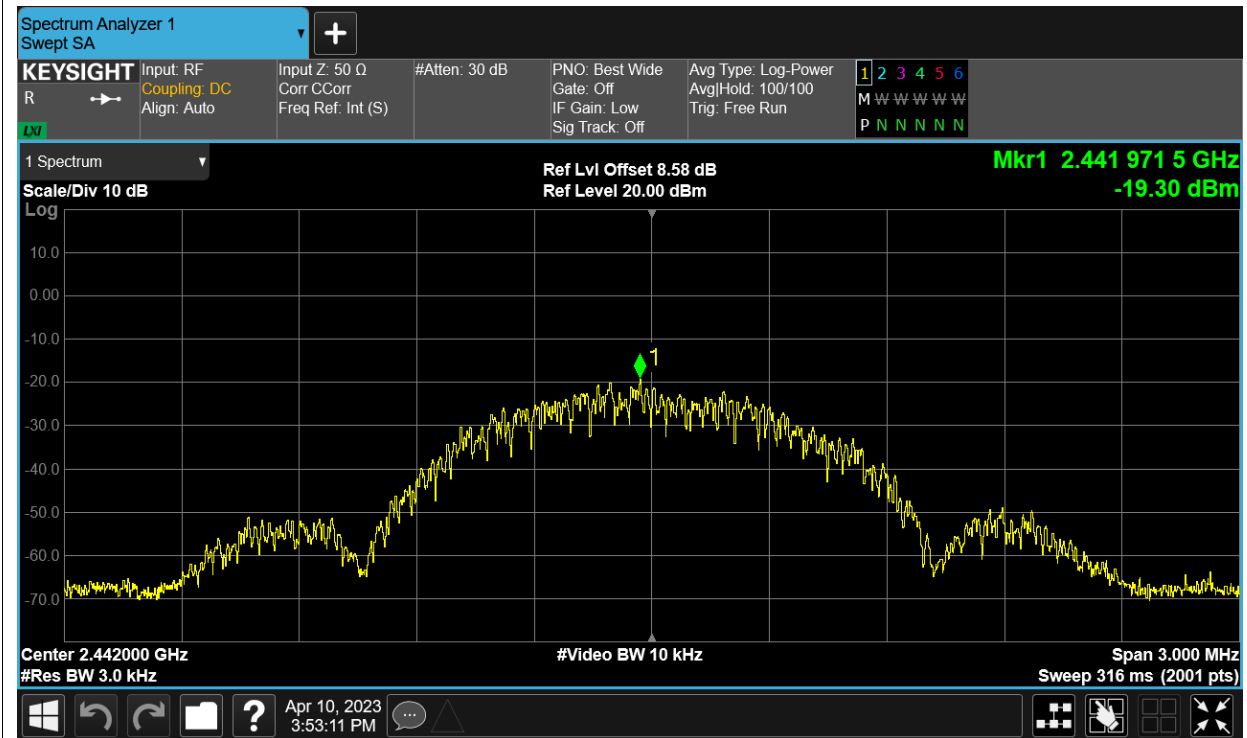 Spectrum Analyzer 1
Swept SA
KEYSIGHT
R
LXI
Input: RF
Coupling: DC
Align: Auto
Input Z: 50 Ω
Corr CCorr
Freq Ref: Int (S)
#Atten: 30 dB
PNO: Best Wide
Gate: Off
IF Gain: Low
Sig Track: Off
Avg Type: Log-Power
Avg|Hold: 100/100
Trig: Free Run
1 2 3 4 5 6
M W W W W W W
P N N N N N N
1 Spectrum
Scale/Div 10 dB
Log
Ref Lvl Offset 8.58 dB
Ref Level 20.00 dBm
Mkr1 2.441 971 5 GHz
-19.30 dBm
10.0
0.00
-10.0
1
-20.0
-30.0
-40.0
-50.0
-60.0
-70.0
Center 2.442000 GHz
#Res BW 3.0 kHz
#Video BW 10 kHz
Span 3.000 MHz
Sweep 316 ms (2001 pts)
?
Apr 10, 2023
3:53:11 PM